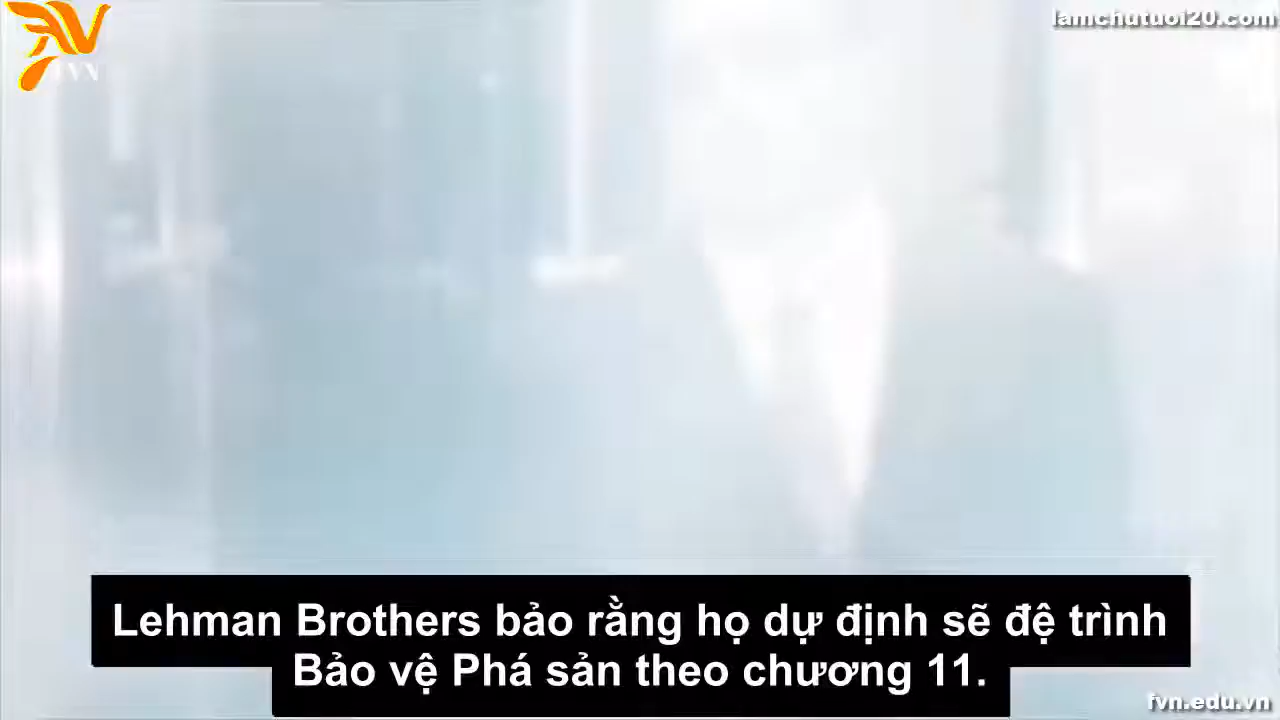 lamchutuoi20.com
FVN
Lehman Brothers bảo rằng họ dự định sẽ đệ trình
Bảo vệ Phá sản theo chương 11.
fvn.edu.vn